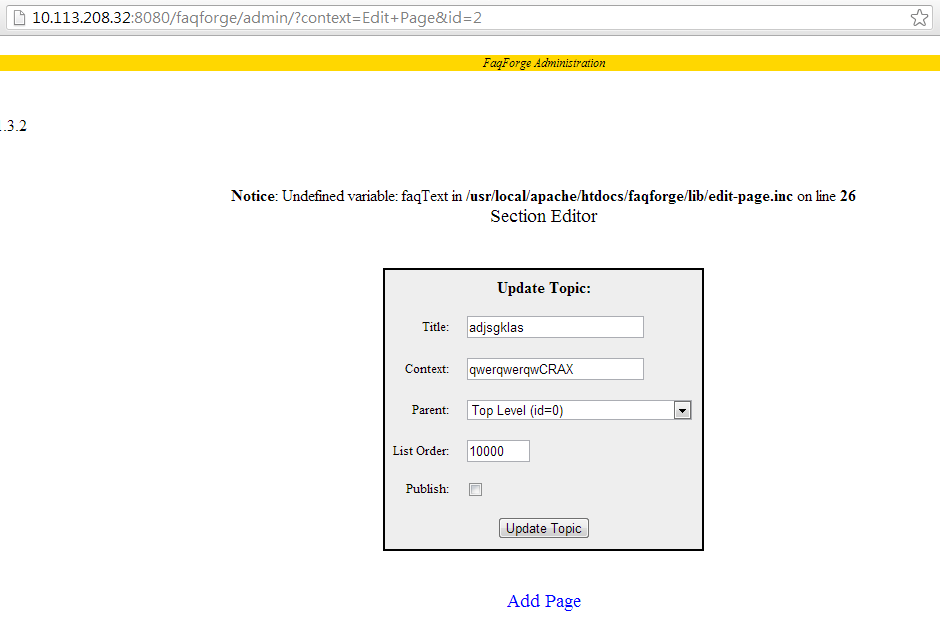 10.113.208.32:8080/faqforge/admin/?context=Edit+Page&id=2
FaqForge Administration
.3.2
Notice: Undefined variable: faqText in /usr/local/apache/htdocs/faqforge/lib/edit-page.inc on line 26
Section Editor
Update Topic:
Title: adjsgklas
Context: qwerqwerqwCRAX
Parent: Top Level (id=0)
List Order: 10000
Publish:
Update Topic
Add Page